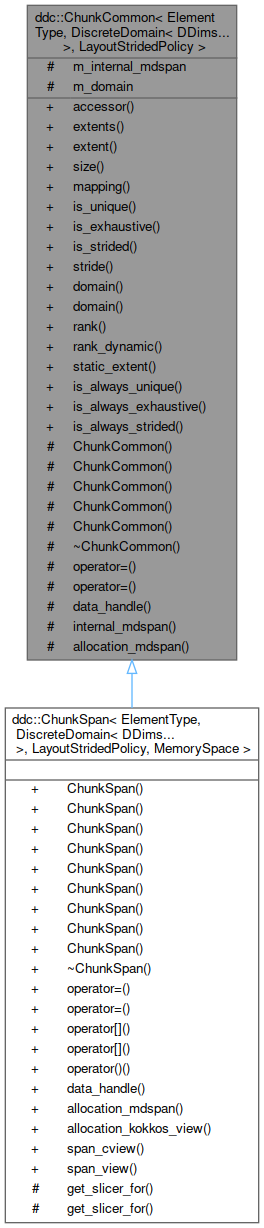 ddc::ChunkCommon< Element
Type, DiscreteDomain< DDims...
>, LayoutStridedPolicy >
# m_internal_mdspan
# m_domain
+ accessor()
+ extents()
+ extent()
+ size()
+ mapping()
+ is_unique()
+ is_exhaustive()
+ is_strided()
+ stride()
+ domain()
+ domain()
+ rank()
+ rank_dynamic()
+ static_extent()
+ is_always_unique()
+ is_always_exhaustive()
+ is_always_strided()
# ChunkCommon()
# ChunkCommon()
# ChunkCommon()
# ChunkCommon()
# ChunkCommon()
# ~ChunkCommon()
# operator=()
# operator=()
# data_handle()
# internal_mdspan()
# allocation_mdspan()
ddc::ChunkSpan< ElementType,
DiscreteDomain< DDims...
>, LayoutStridedPolicy, MemorySpace >
+ ChunkSpan()
+ ChunkSpan()
+ ChunkSpan()
+ ChunkSpan()
+ ChunkSpan()
+ ChunkSpan()
+ ChunkSpan()
+ ChunkSpan()
+ ChunkSpan()
+ ~ChunkSpan()
+ operator=()
+ operator=()
+ operator[]()
+ operator[]()
+ operator()()
+ data_handle()
+ allocation_mdspan()
+ allocation_kokkos_view()
+ span_cview()
+ span_view()
# get_slicer_for()
# get_slicer_for()